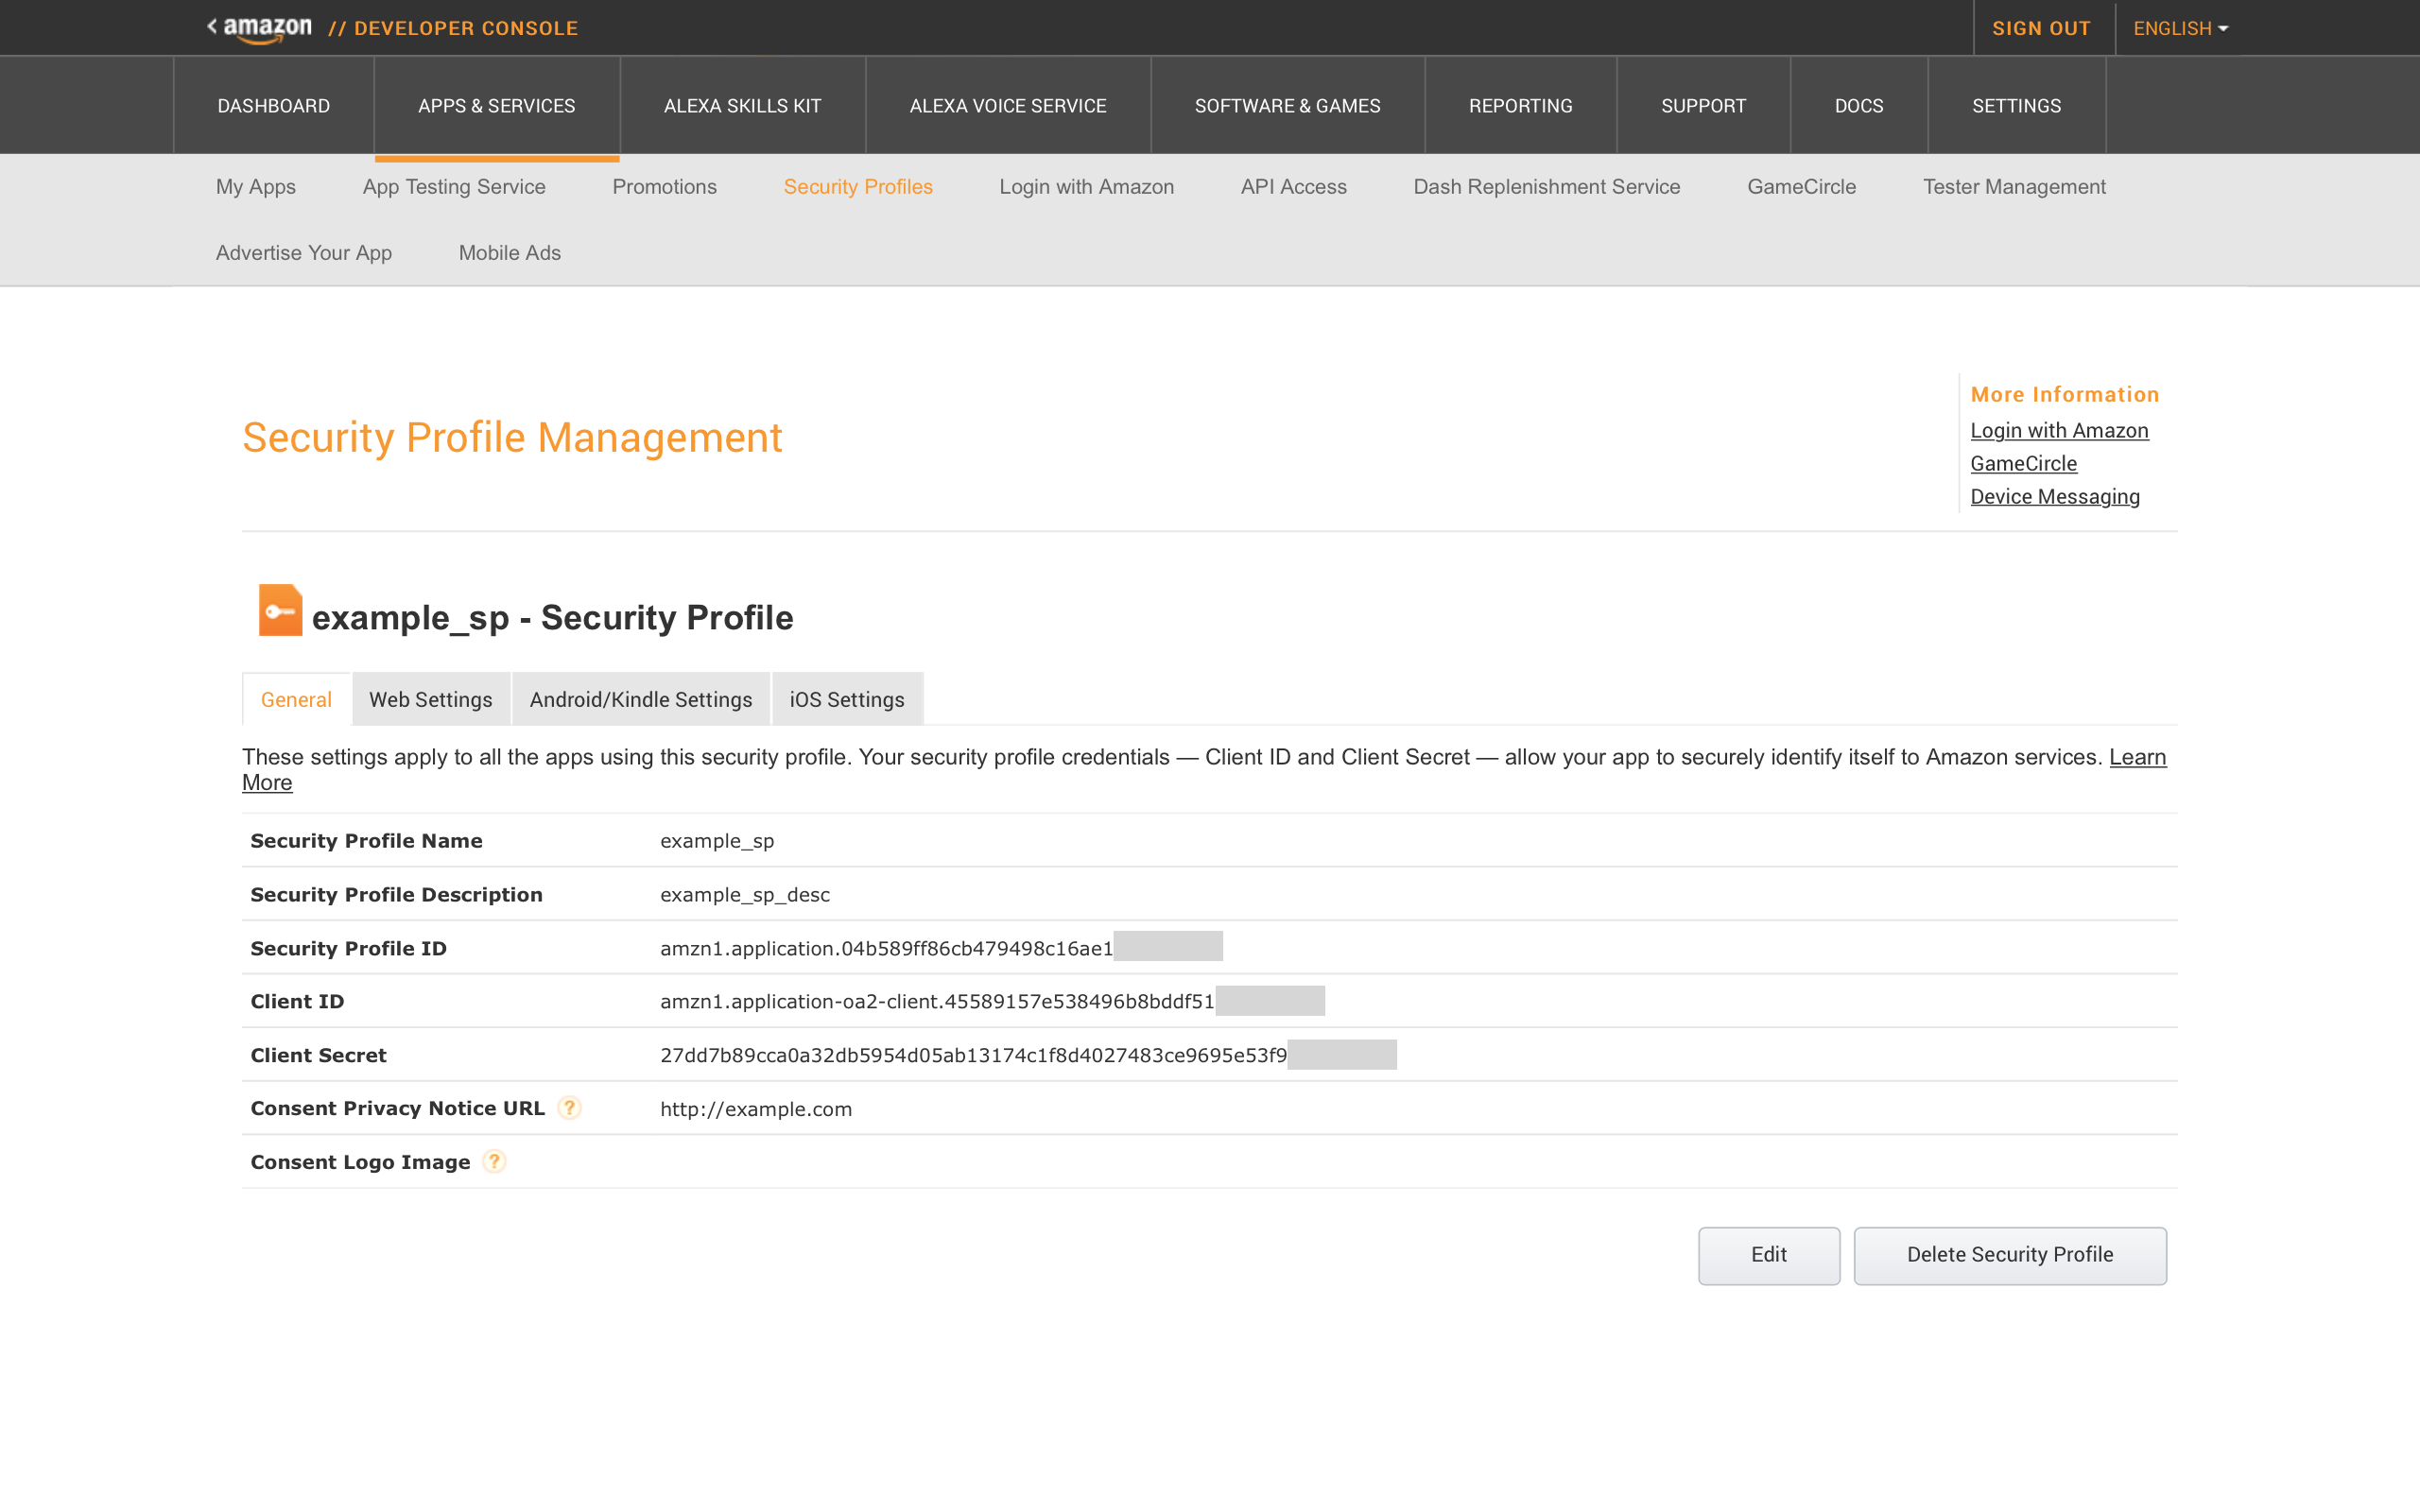 < amazon // DEVELOPER CONSOLE
SIGN OUT
ENGLISH
DASHBOARD
APPS & SERVICES
ALEXA SKILLS KIT
ALEXA VOICE SERVICE
SOFTWARE & GAMES
REPORTING
SUPPORT
DOCS
SETTINGS
My Apps
App Testing Service
Promotions
Security Profiles
Login with Amazon
API Access
Dash Replenishment Service
GameCircle
Tester Management
Advertise Your App
Mobile Ads
Security Profile Management
More Information
Login with Amazon
GameCircle
Device Messaging
example_sp - Security Profile
General
Web Settings
Android/Kindle Settings
iOS Settings
These settings apply to all the apps using this security profile. Your security profile credentials — Client ID and Client Secret — allow your app to securely identify itself to Amazon services. Learn
More
Security Profile Name example_sp
Security Profile Description example_sp_desc
Security Profile ID amzn1.application.04b589ff86cb479498c16ae1
Client ID amzn1.application-oa2-client.45589157e538496b8bddf51
Client Secret 27dd7b89cca0a32db5954d05ab13174c1f8d4027483ce9695e53f9
Consent Privacy Notice URL ? http://example.com
Consent Logo Image ?
Edit
Delete Security Profile